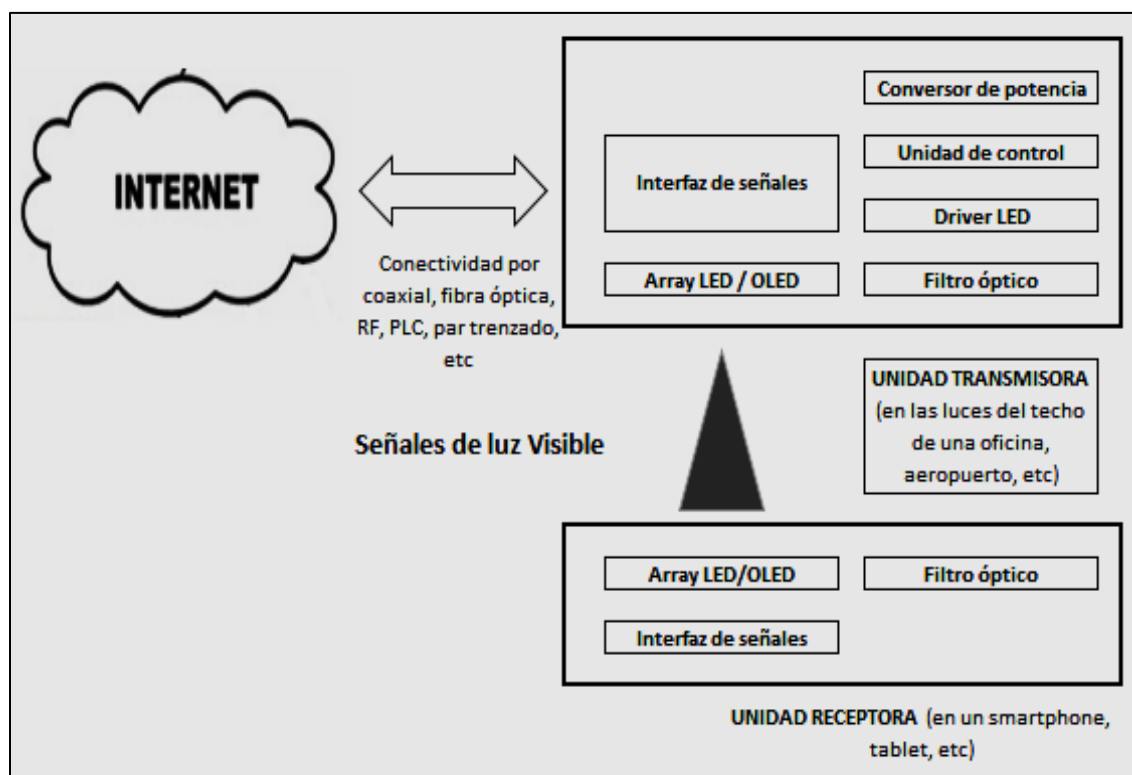 INTERNET
Conectividad por
coaxial, fibra óptica,
RF, PLC, par trenzado,
etc
Conversor de potencia
Interfaz de señales
Unidad de control
Driver LED
Array LED / OLED
Filtro óptico
Señales de luz Visible
UNIDAD TRANSMISORA
(en las luces del techo
de una oficina,
aeropuerto, etc)
Array LED/OLED
Filtro óptico
Interfaz de señales
UNIDAD RECEPTORA (en un smartphone,
tablet, etc)